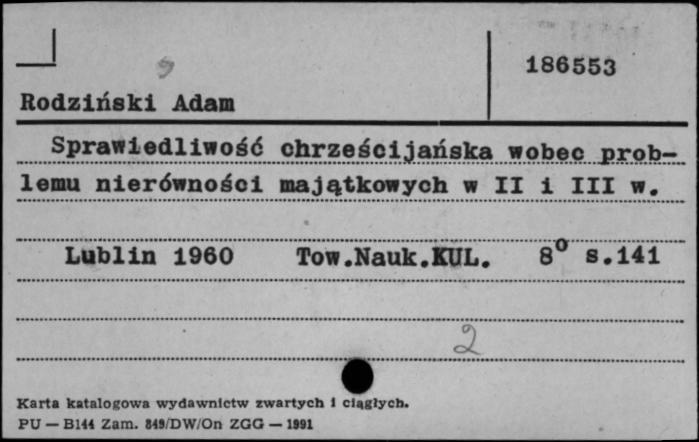 186553
Rodziński Adam
Sprawiedliwość chrześcijańska wobec prob-
lemu nierówności majątkowych w II i III w.
Lublin 1960 Tow.Nauk.KUL. 8° s.141
2
Karta katalogowa wydawnictw zwartych i ciągłych.
PU — B144 Zam. 849/DW/On ZGG — 1991